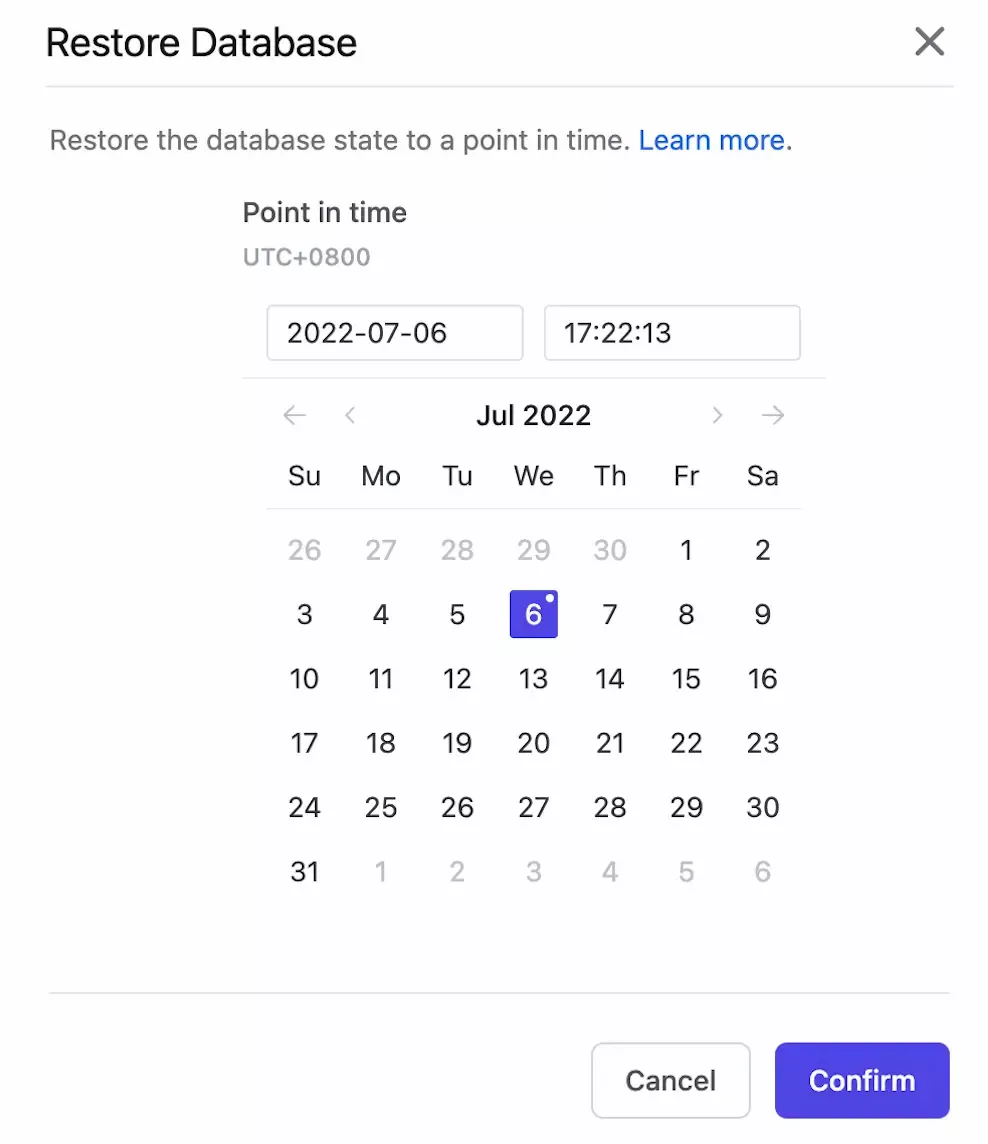 Restore Database
Restore the database state to a point in time. Learn more.
Point in time
UTC+0800
2022-07-06 17:22:13
Jul 2022
Su Mo Tu We Th Fr Sa
26 27 28 29 30 1 2
3 4 5 6 7 8 9
10 11 12 13 14 15 16
17 18 19 20 21 22 23
24 25 26 27 28 29 30
31 1 2 3 4 5 6
Cancel Confirm